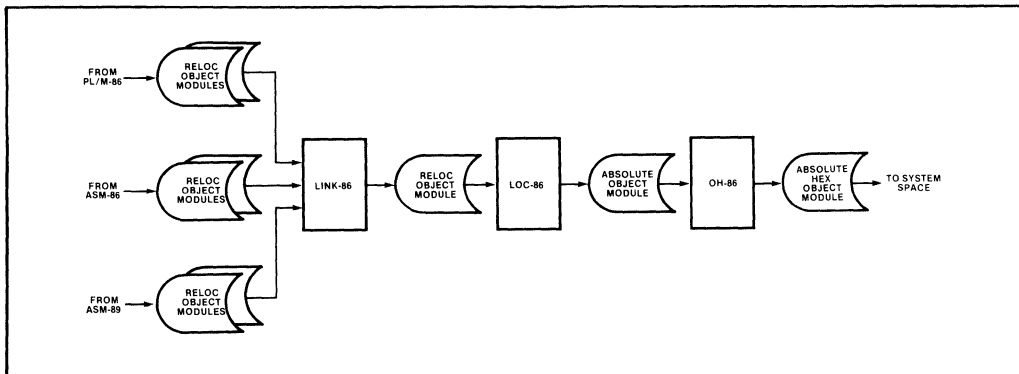 FROM
PL/M-86
RELOC
OBJECT
MODULES
FROM
ASM-86
RELOC
OBJECT
MODULES
FROM
ASM-89
RELOC
OBJECT
MODULES
LINK-86
RELOC
OBJECT
MODULE
LOC-86
ABSOLUTE
OBJECT
MODULE
OH-86
ABSOLUTE
HEX
OBJECT
MODULE
TO SYSTEM
SPACE